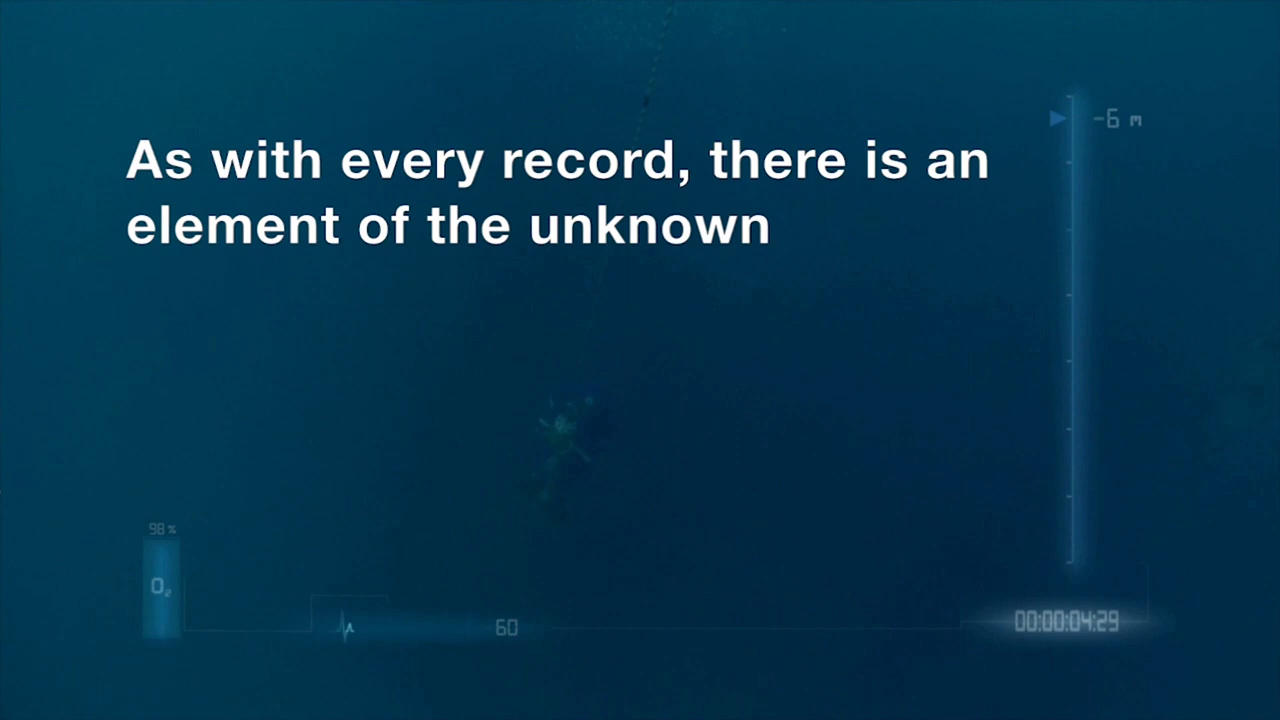 As with every record, there is an
element of the unknown
-6 m
98 %
O₂
60
00:00:04:29